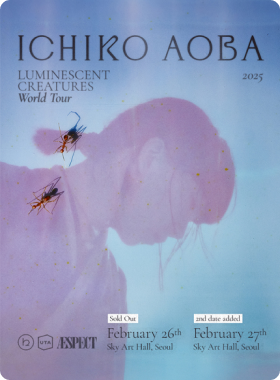 ICHIKO AOBA
LUMINESCENT
CREATURES
World Tour
2025
Sold Out
February 26th
Sky Art Hall, Seoul
2nd date added
February 27th
Sky Art Hall, Seoul
ÆSPECT